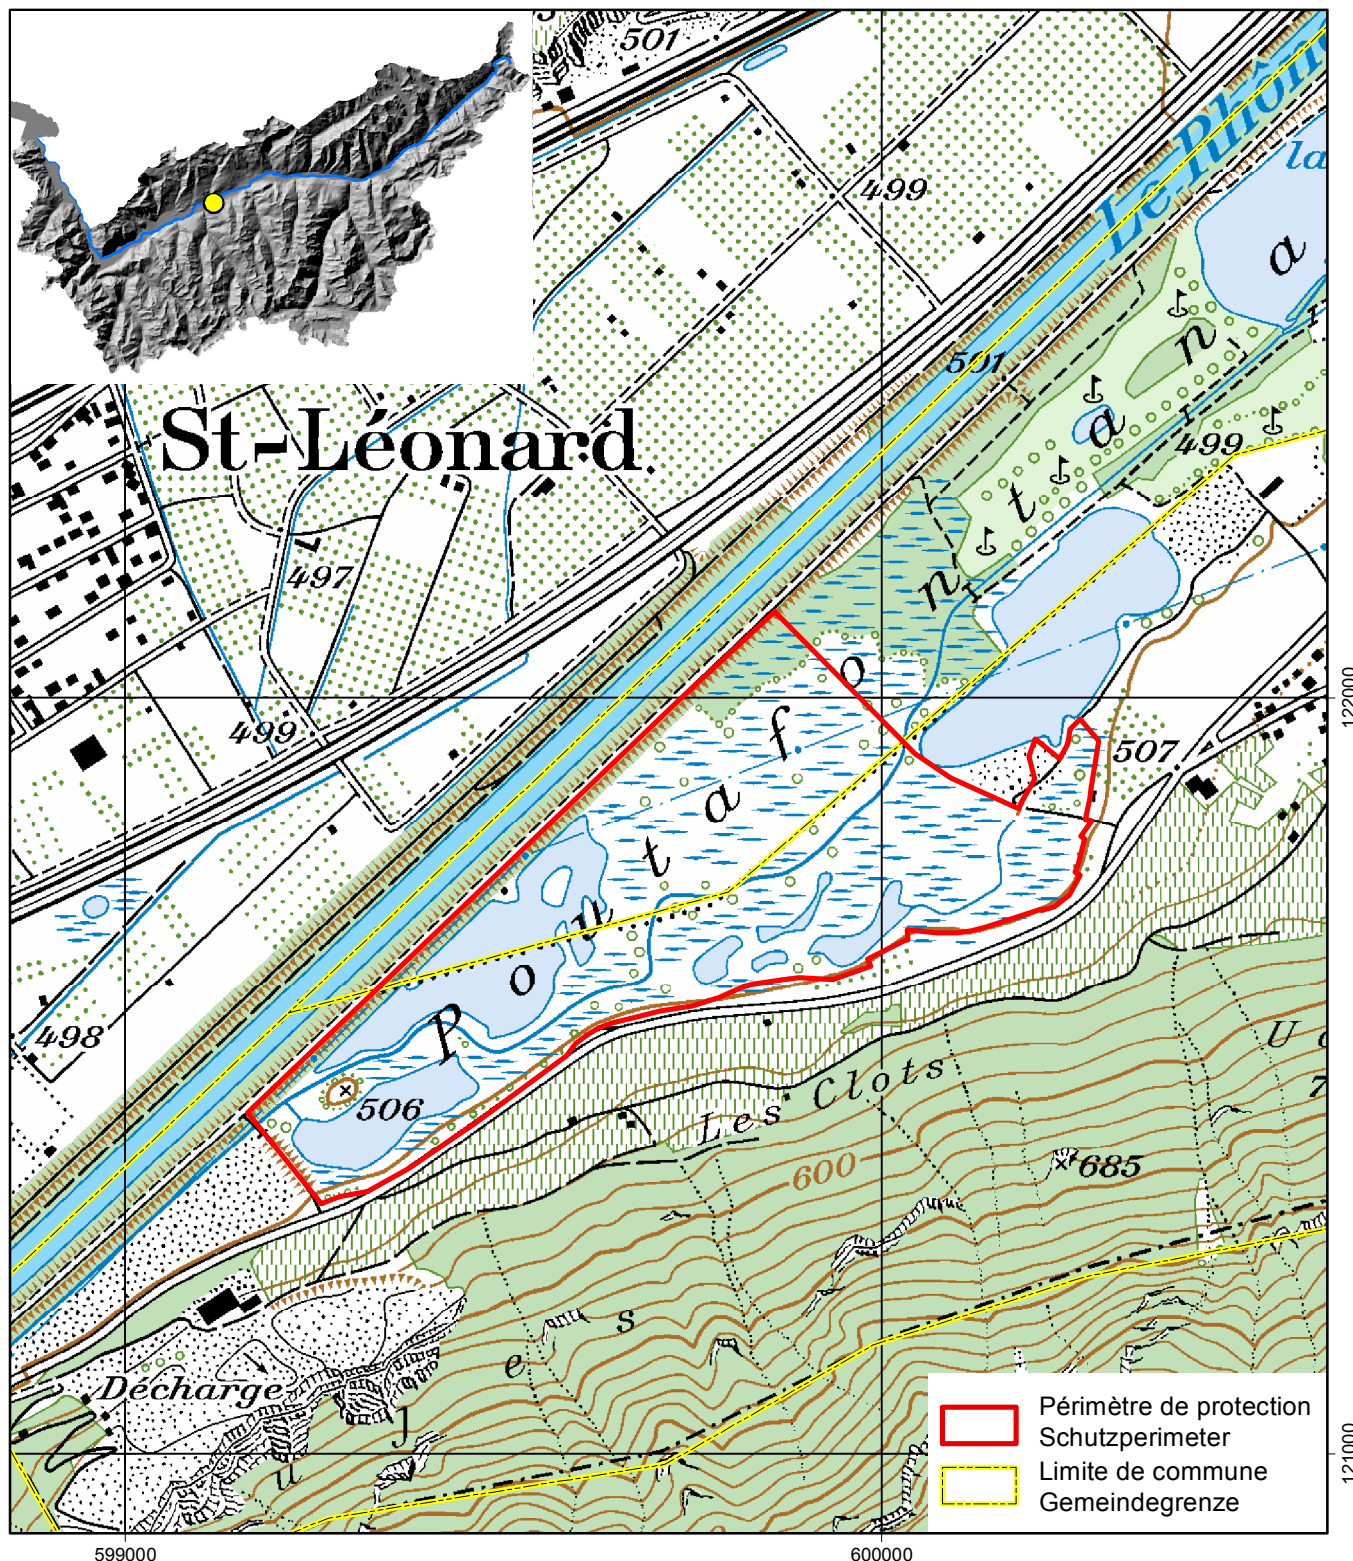 501
Le Rhône
la
499
a
n
a
t
n
o
f
a
t
u
o
P
501
499
St-Léonard
497
499
507
498
506
Les Clots
600
685
U
7
s
e
J
u
Décharge
Périmètre de protection
Schutzperimeter
Limite de commune
Gemeindegrenze
122000
121000
599000
600000